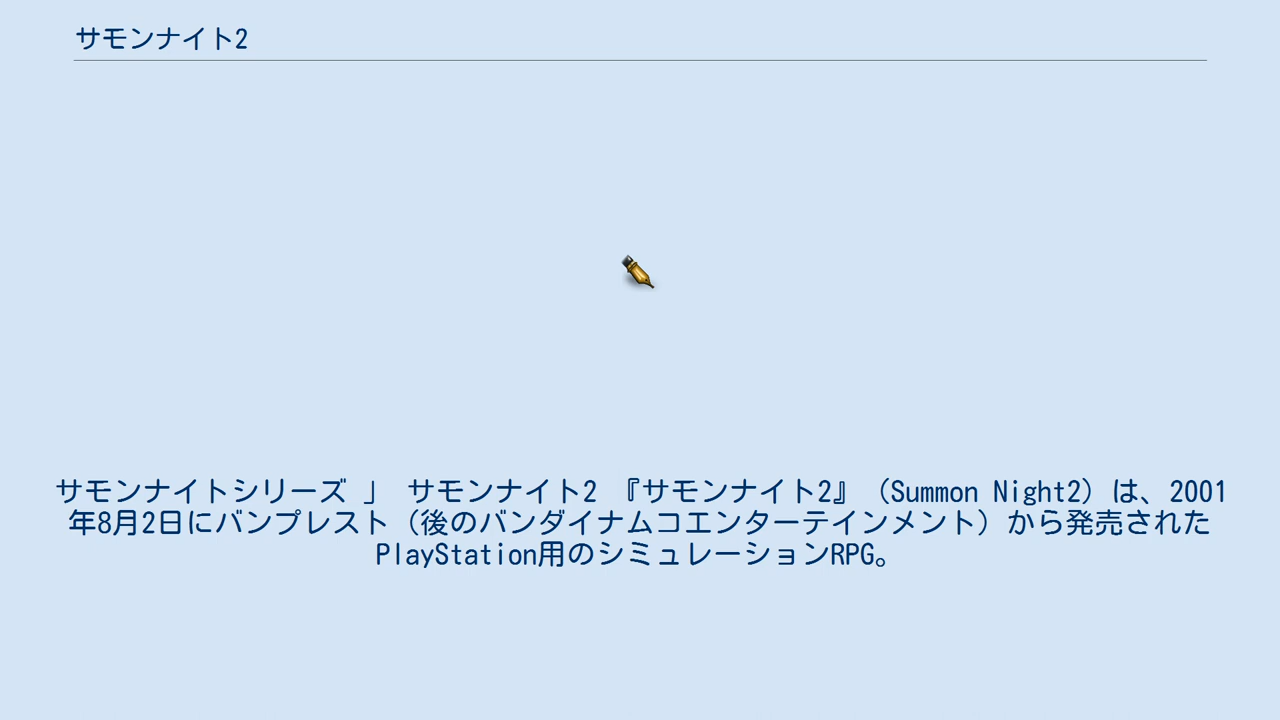 サモンナイト2
サモンナイトシリーズ 」 サモンナイト2 『サモンナイト2』（Summon Night2）は、2001
年8月2日にバンプレスト（後のバンダイナムコエンターテインメント）から発売された
PlayStation用のシミュレーションRPG。